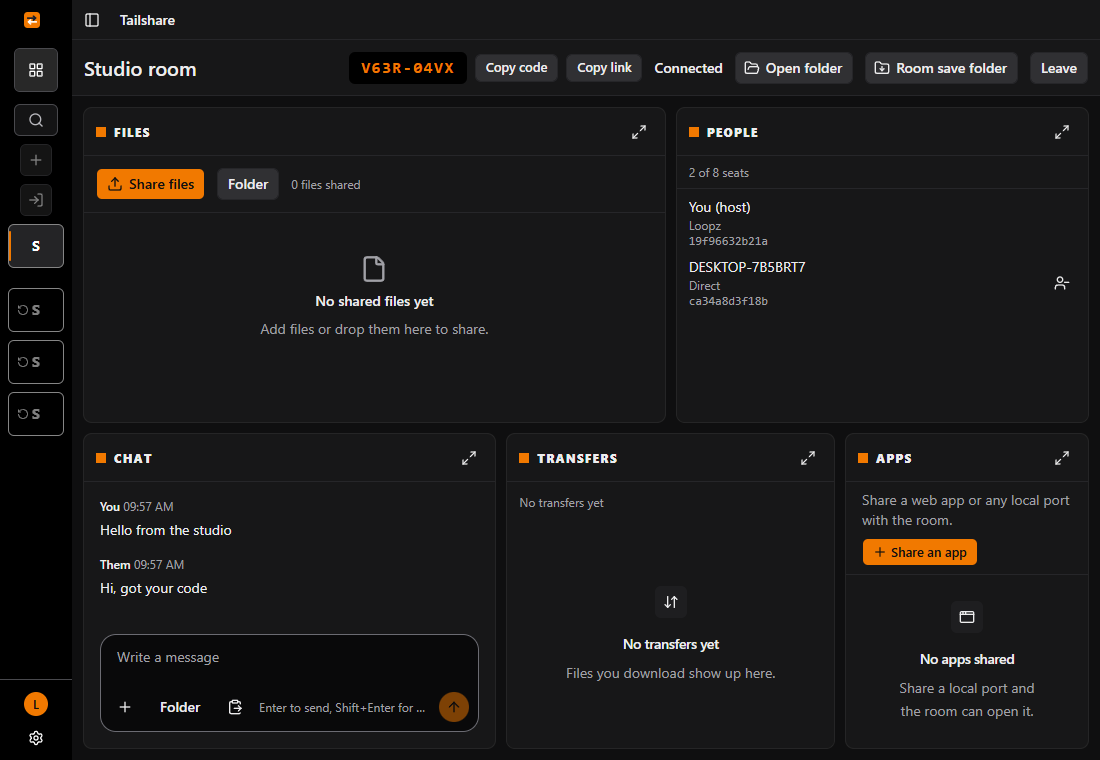 Tailshare
Studio room
V63R-04VX
Copy code
Copy link
Connected
Open folder
Room save folder
Leave
S
S
S
S
L
FILES
Share files
Folder
0 files shared
No shared files yet
Add files or drop them here to share.
PEOPLE
2 of 8 seats
You (host)
Loopz
19f96632b21a
DESKTOP-7B5BRT7
Direct
ca34a8d3f18b
CHAT
You 09:57 AM
Hello from the studio
Them 09:57 AM
Hi, got your code
Write a message
Folder
Enter to send, Shift+Enter for ...
TRANSFERS
No transfers yet
No transfers yet
Files you download show up here.
APPS
Share a web app or any local port
with the room.
Share an app
No apps shared
Share a local port and
the room can open it.